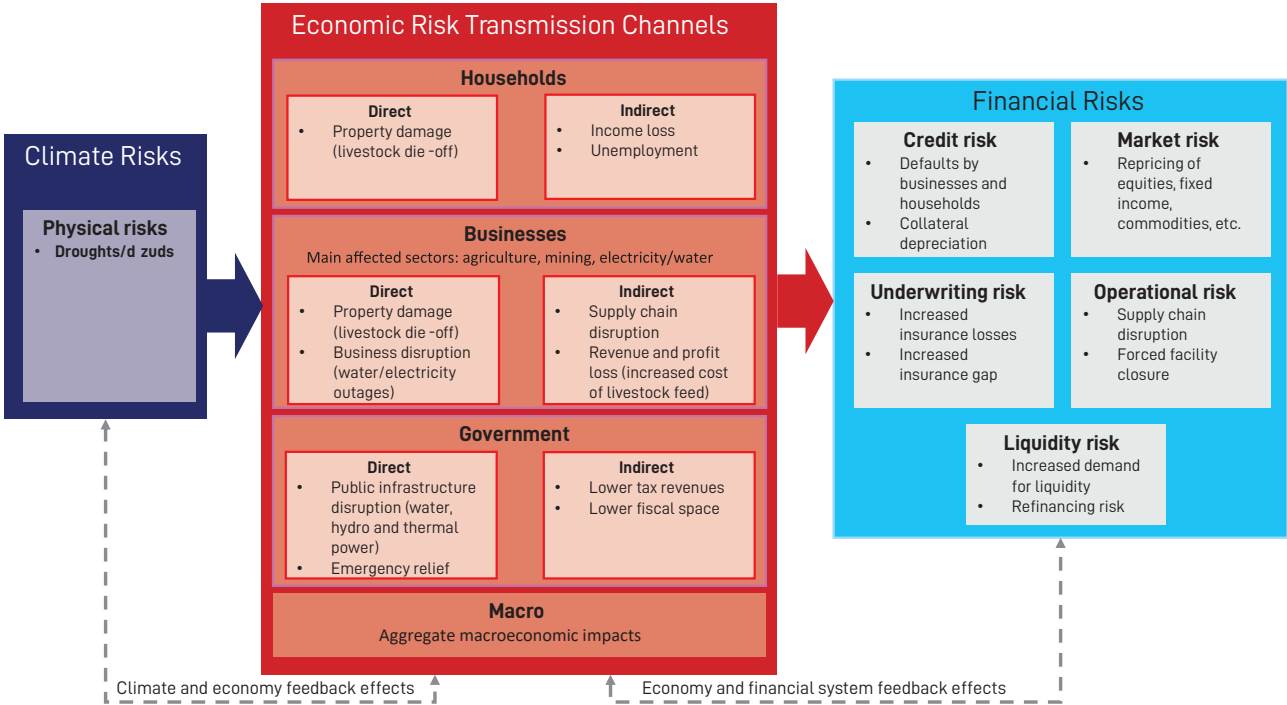 Climate Risks
Physical risks
• Droughts/d zuds
Economic Risk Transmission Channels
Households
Direct
• Property damage
(livestock die -off)
Indirect
• Income loss
• Unemployment
Businesses
Main affected sectors: agriculture, mining, electricity/water
Direct
• Property damage
(livestock die -off)
• Business disruption
(water/electricity
outages)
Indirect
• Supply chain
disruption
• Revenue and profit
loss (increased cost
of livestock feed)
Government
Direct
• Public infrastructure
disruption (water,
hydro and thermal
power)
• Emergency relief
Indirect
• Lower tax revenues
• Lower fiscal space
Macro
Aggregate macroeconomic impacts
Financial Risks
Credit risk
• Defaults by
businesses and
households
• Collateral
depreciation
Market risk
• Repricing of
equities, fixed
income,
commodities, etc.
Underwriting risk
• Increased
insurance losses
• Increased
insurance gap
Operational risk
• Supply chain
disruption
• Forced facility
closure
Liquidity risk
• Increased demand
for liquidity
• Refinancing risk
Climate and economy feedback effects
Economy and financial system feedback effects